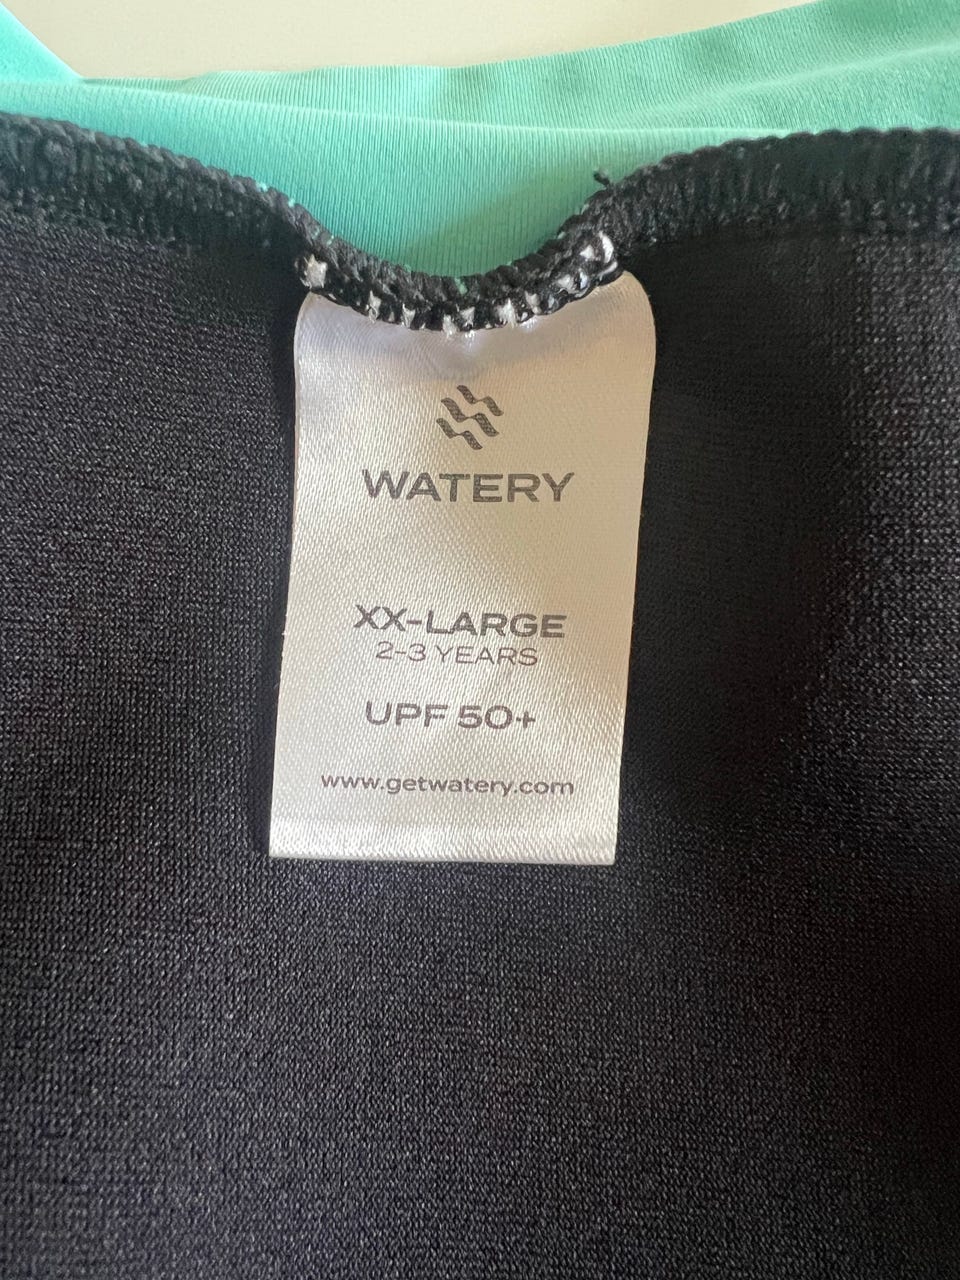 WATERY
XX-LARGE
2-3 YEARS
UPF 50+
www.getwatery.com